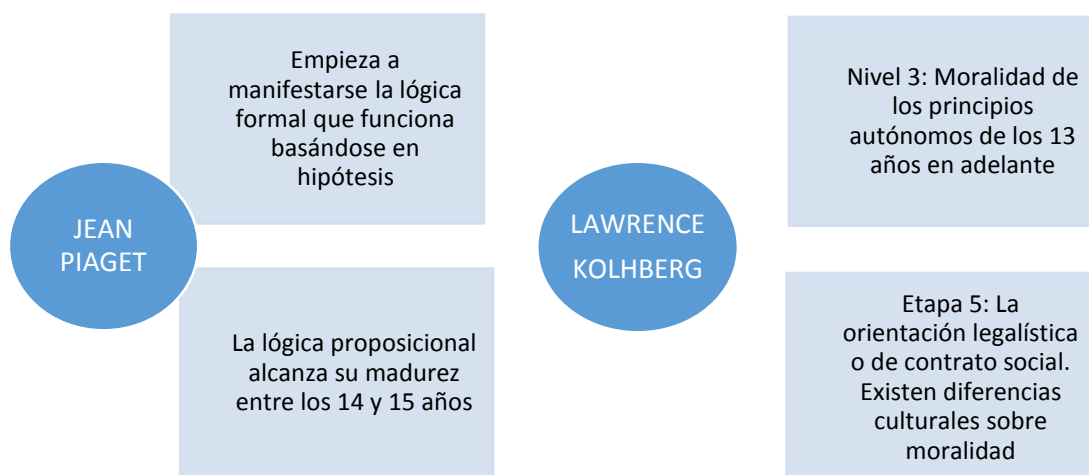 JEAN
PIAGET
Empieza a
manifestarse la lógica
formal que funciona
basándose en
hipótesis
La lógica proposicional
alcanza su madurez
entre los 14 y 15 años
LAWRENCE
KOLHBERG
Nivel 3: Moralidad de
los principios
autónomos de los 13
años en adelante
Etapa 5: La
orientación legalística
o de contrato social.
Existen diferencias
culturales sobre
moralidad